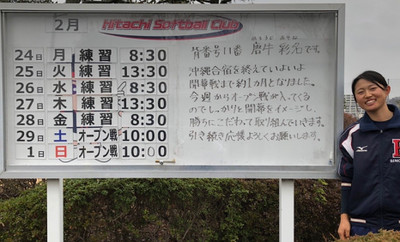 2月 Hitachi Softball Club
24日 月 練習 8:30
25日 火 練習 13:30
26日 水 練習 8:30
27日 木 練習 13:30
28日 金 練習 8:30
29日 土 オープン戦 10:00
1日 日 オープン戦 10:00
背番号11番 唐牛 彩名です。
沖縄合宿を終えていよいよ
開幕戦まで約1カ月となりました。
今週からオープン戦が入ってくる
のでしっかりと開幕をイメージし、
勝ちにこだわって取り組んでいきます。
引き続き応援よろしくお願いします。